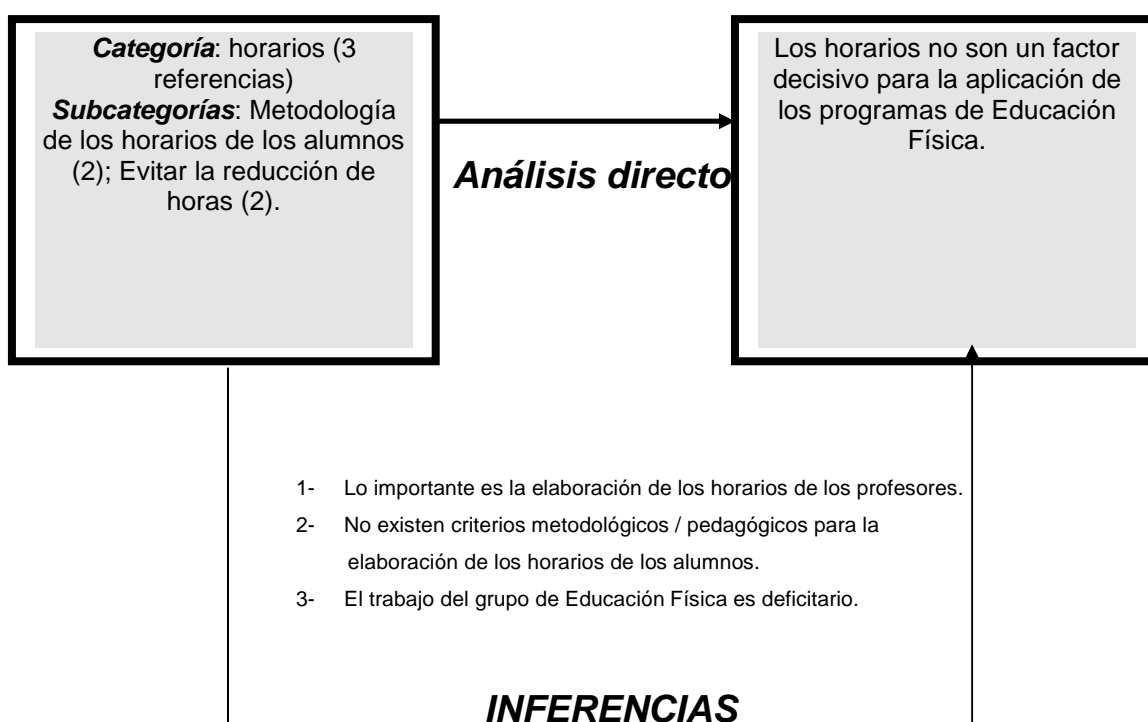 Categoría: horarios (3
referencias)
Subcategorías: Metodología
de los horarios de los alumnos
(2); Evitar la reducción de
horas (2).
Análisis directo
Los horarios no son un factor
decisivo para la aplicación de
los programas de Educación
Física.
1- Lo importante es la elaboración de los horarios de los profesores.
2- No existen criterios metodológicos / pedagógicos para la
elaboración de los horarios de los alumnos.
3- El trabajo del grupo de Educación Física es deficitario.
INFERENCIAS